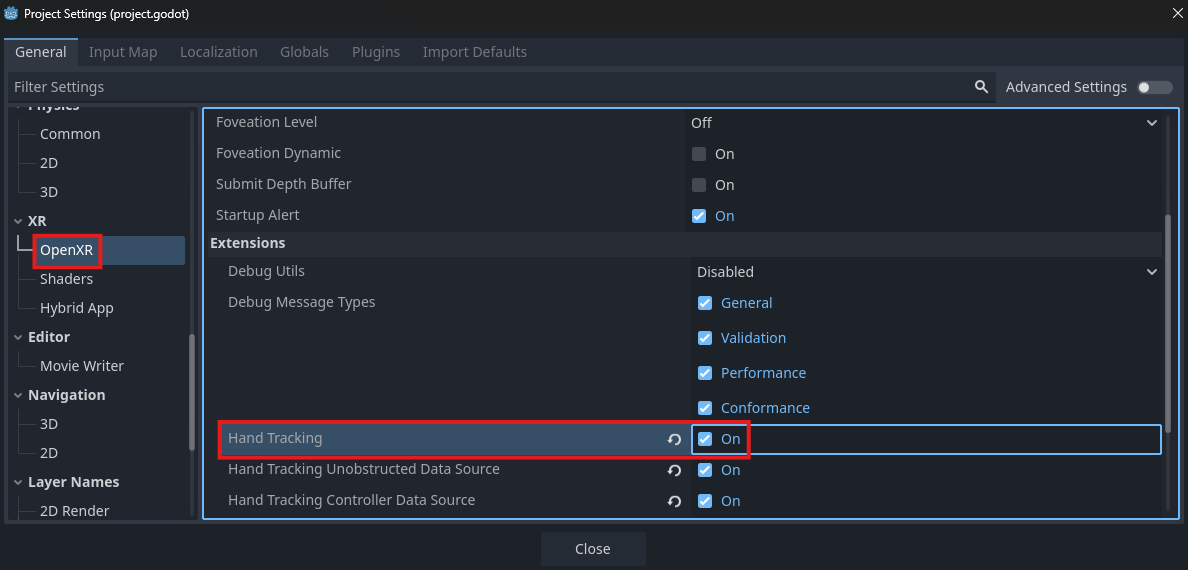 Project Settings (project.godot)
General Input Map Localization Globals Plugins Import Defaults
Filter Settings Advanced Settings
Physics
Common
2D
3D
XR
OpenXR
Shaders
Hybrid App
Editor
Movie Writer
Navigation
3D
2D
Layer Names
2D Render
Foveation Level Off
Foveation Dynamic On
Submit Depth Buffer On
Startup Alert On
Extensions
Debug Utils Disabled
Debug Message Types General
Validation
Performance
Conformance
Hand Tracking On
Hand Tracking Unobstructed Data Source On
Hand Tracking Controller Data Source On
Close